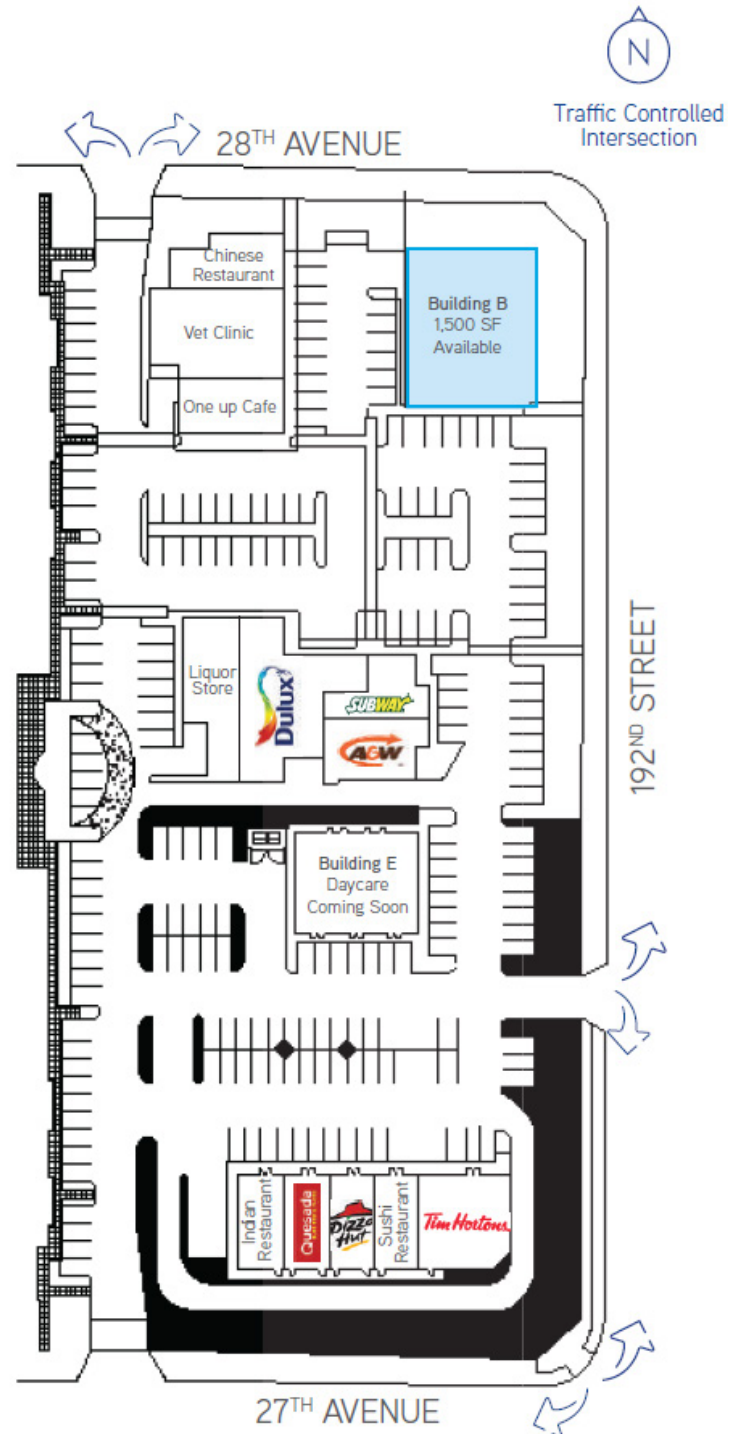 N
Traffic Controlled
Intersection
28TH AVENUE
Chinese
Restaurant
Vet Clinic
One up Cafe
Building B
1,500 SF
Available
192ND STREET
Liquor
Store
Dulux
SUBWAY
A&W
Building E
Daycare
Coming Soon
Indian
Restaurant
Quesada
Pizza
Hut
Sushi
Restaurant
Tim Hortons
27TH AVENUE